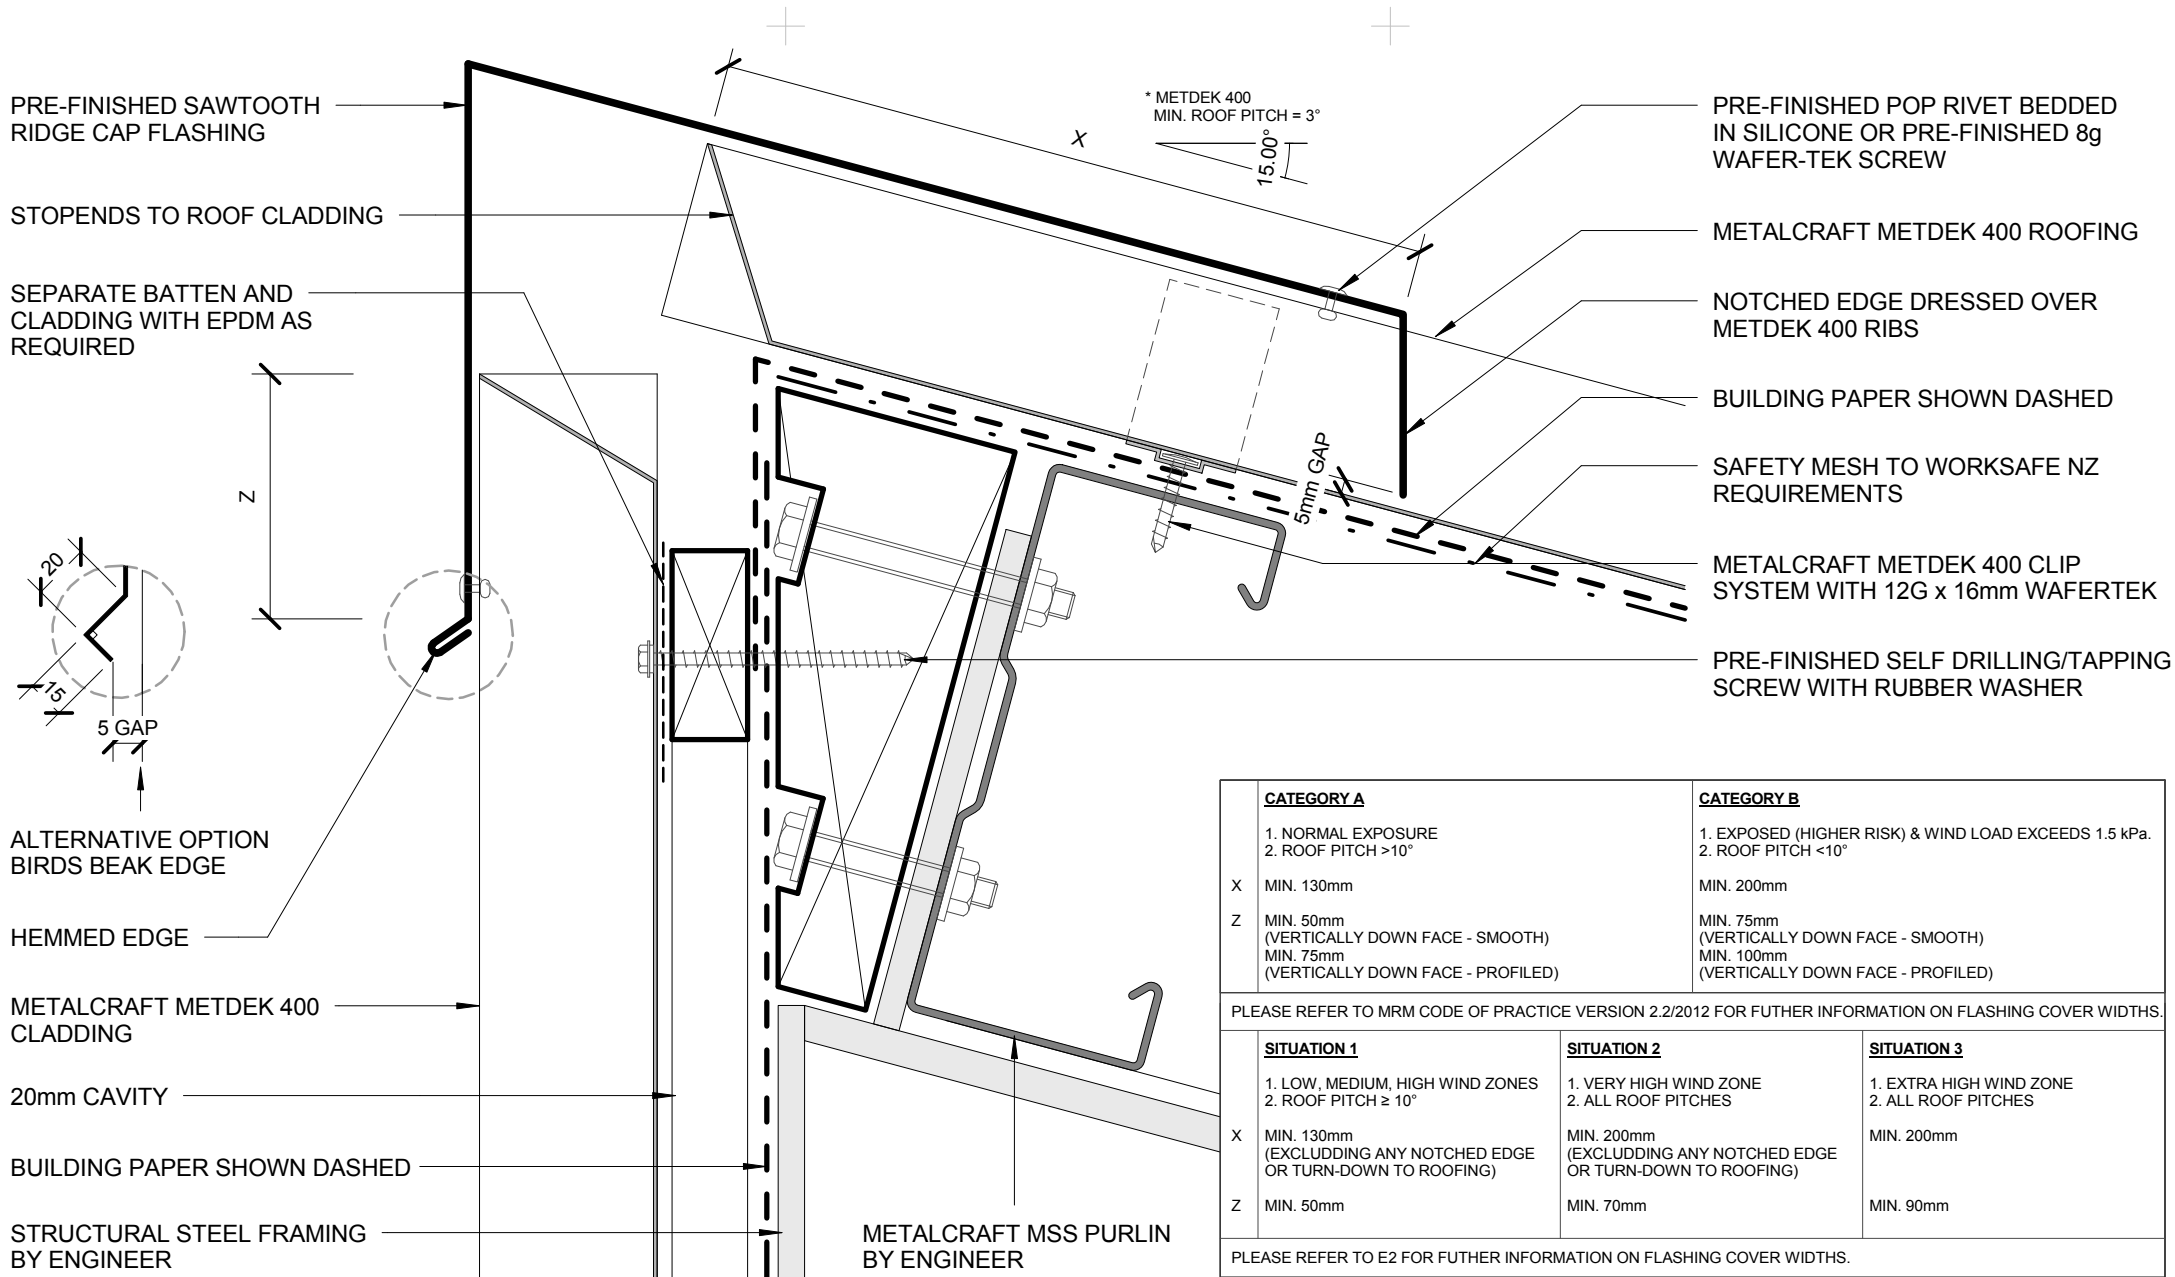 PRE-FINISHED SAWTOOTH
RIDGE CAP FLASHING
STOPENDS TO ROOF CLADDING
SEPARATE BATTEN AND
CLADDING WITH EPDM AS
REQUIRED
Z
20
15
5 GAP
ALTERNATIVE OPTION
BIRDS BEAK EDGE
HEMMED EDGE
METALCRAFT METDEK 400
CLADDING
20mm CAVITY
BUILDING PAPER SHOWN DASHED
STRUCTURAL STEEL FRAMING
BY ENGINEER
X
* METDEK 400
MIN. ROOF PITCH = 3°
15.00°
5mm GAP
METALCRAFT MSS PURLIN
BY ENGINEER
PRE-FINISHED POP RIVET BEDDED
IN SILICONE OR PRE-FINISHED 8g
WAFER-TEK SCREW
METALCRAFT METDEK 400 ROOFING
NOTCHED EDGE DRESSED OVER
METDEK 400 RIBS
BUILDING PAPER SHOWN DASHED
SAFETY MESH TO WORKSAFE NZ
REQUIREMENTS
METALCRAFT METDEK 400 CLIP
SYSTEM WITH 12G x 16mm WAFERTEK
PRE-FINISHED SELF DRILLING/TAPPING
SCREW WITH RUBBER WASHER
CATEGORY A
1. NORMAL EXPOSURE
2. ROOF PITCH >10°
CATEGORY B
1. EXPOSED (HIGHER RISK) & WIND LOAD EXCEEDS 1.5 kPa.
2. ROOF PITCH <10°
X MIN. 130mm MIN. 200mm
Z MIN. 50mm
(VERTICALLY DOWN FACE - SMOOTH)
MIN. 75mm
(VERTICALLY DOWN FACE - PROFILED)
MIN. 75mm
(VERTICALLY DOWN FACE - SMOOTH)
MIN. 100mm
(VERTICALLY DOWN FACE - PROFILED)
PLEASE REFER TO MRM CODE OF PRACTICE VERSION 2.2/2012 FOR FUTHER INFORMATION ON FLASHING COVER WIDTHS.
SITUATION 1
1. LOW, MEDIUM, HIGH WIND ZONES
2. ROOF PITCH ≥ 10°
SITUATION 2
1. VERY HIGH WIND ZONE
2. ALL ROOF PITCHES
SITUATION 3
1. EXTRA HIGH WIND ZONE
2. ALL ROOF PITCHES
X MIN. 130mm
(EXCLUDDING ANY NOTCHED EDGE
OR TURN-DOWN TO ROOFING)
MIN. 200mm
(EXCLUDDING ANY NOTCHED EDGE
OR TURN-DOWN TO ROOFING)
MIN. 200mm
Z MIN. 50mm MIN. 70mm MIN. 90mm
PLEASE REFER TO E2 FOR FUTHER INFORMATION ON FLASHING COVER WIDTHS.